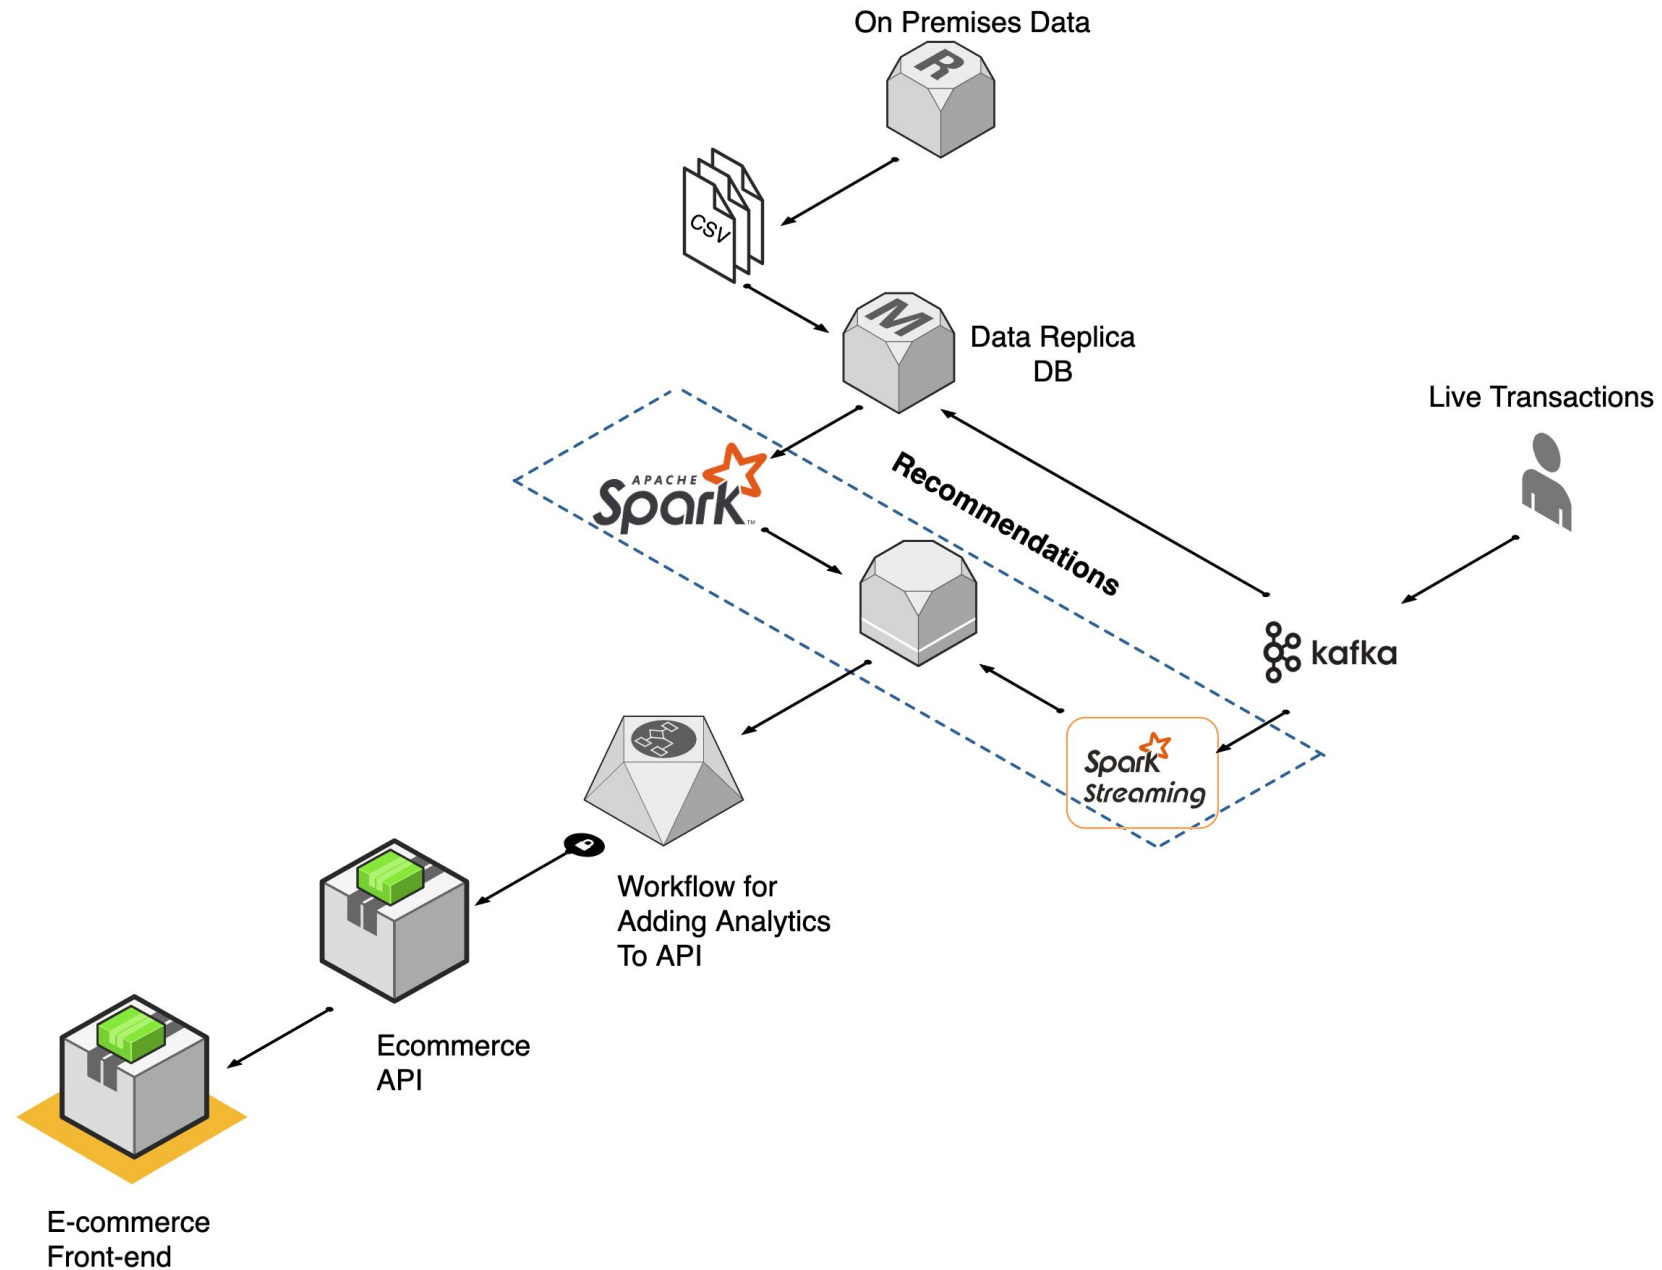 On Premises Data
R
CSV
M
Data Replica
DB
Live Transactions
APACHE
Spark™
Recommendations
kafka
Spark
Streaming
Workflow for
Adding Analytics
To API
Ecommerce
API
E-commerce
Front-end